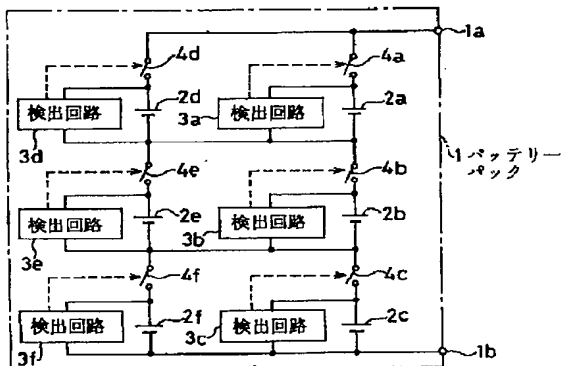 1a
4d
4a
2d
2a
検出回路
検出回路
3d
3a
1 バッテリー
パック
4e
4b
2e
2b
検出回路
検出回路
3e
3b
4f
4c
2f
2c
検出回路
検出回路
3f
3c
1b